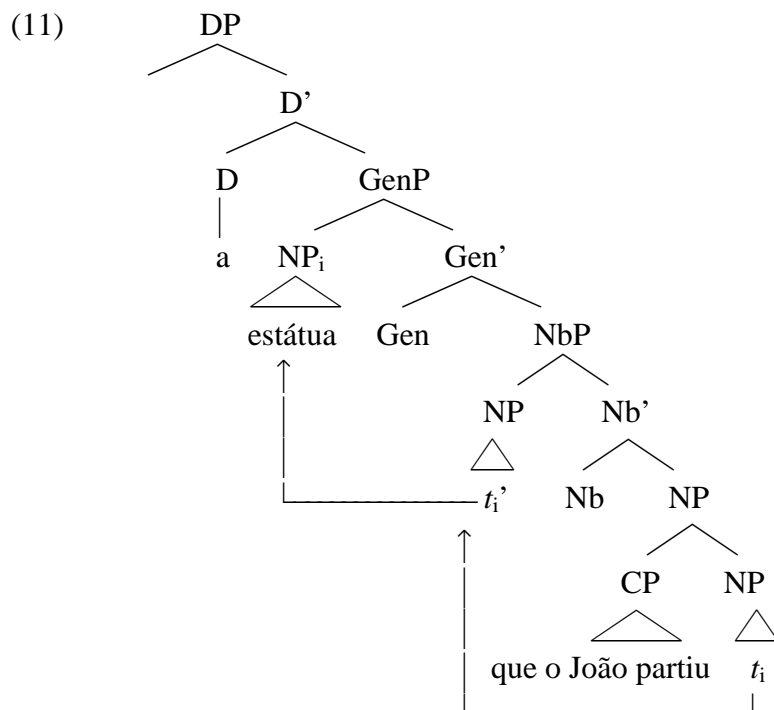 (11) DP
D’
D GenP
a NPi Gen’
estátua Gen NbP
NP Nb’
ti’ Nb NP
CP NP
que o João partiu ti